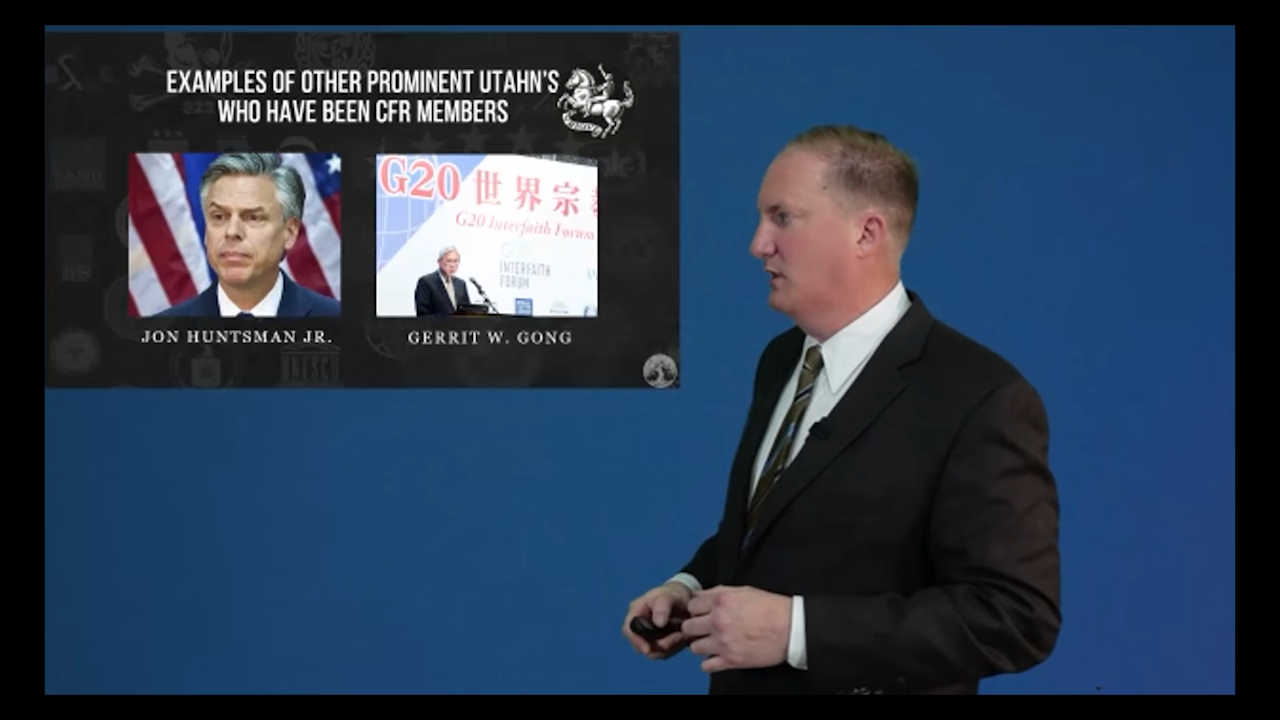 EXAMPLES OF OTHER PROMINENT UTAHN'S
WHO HAVE BEEN CFR MEMBERS
G20 世界宗
G20 Interfaith Forum
INTERFAITH
FORUM
JON HUNTSMAN JR.
GERRIT W. GONG